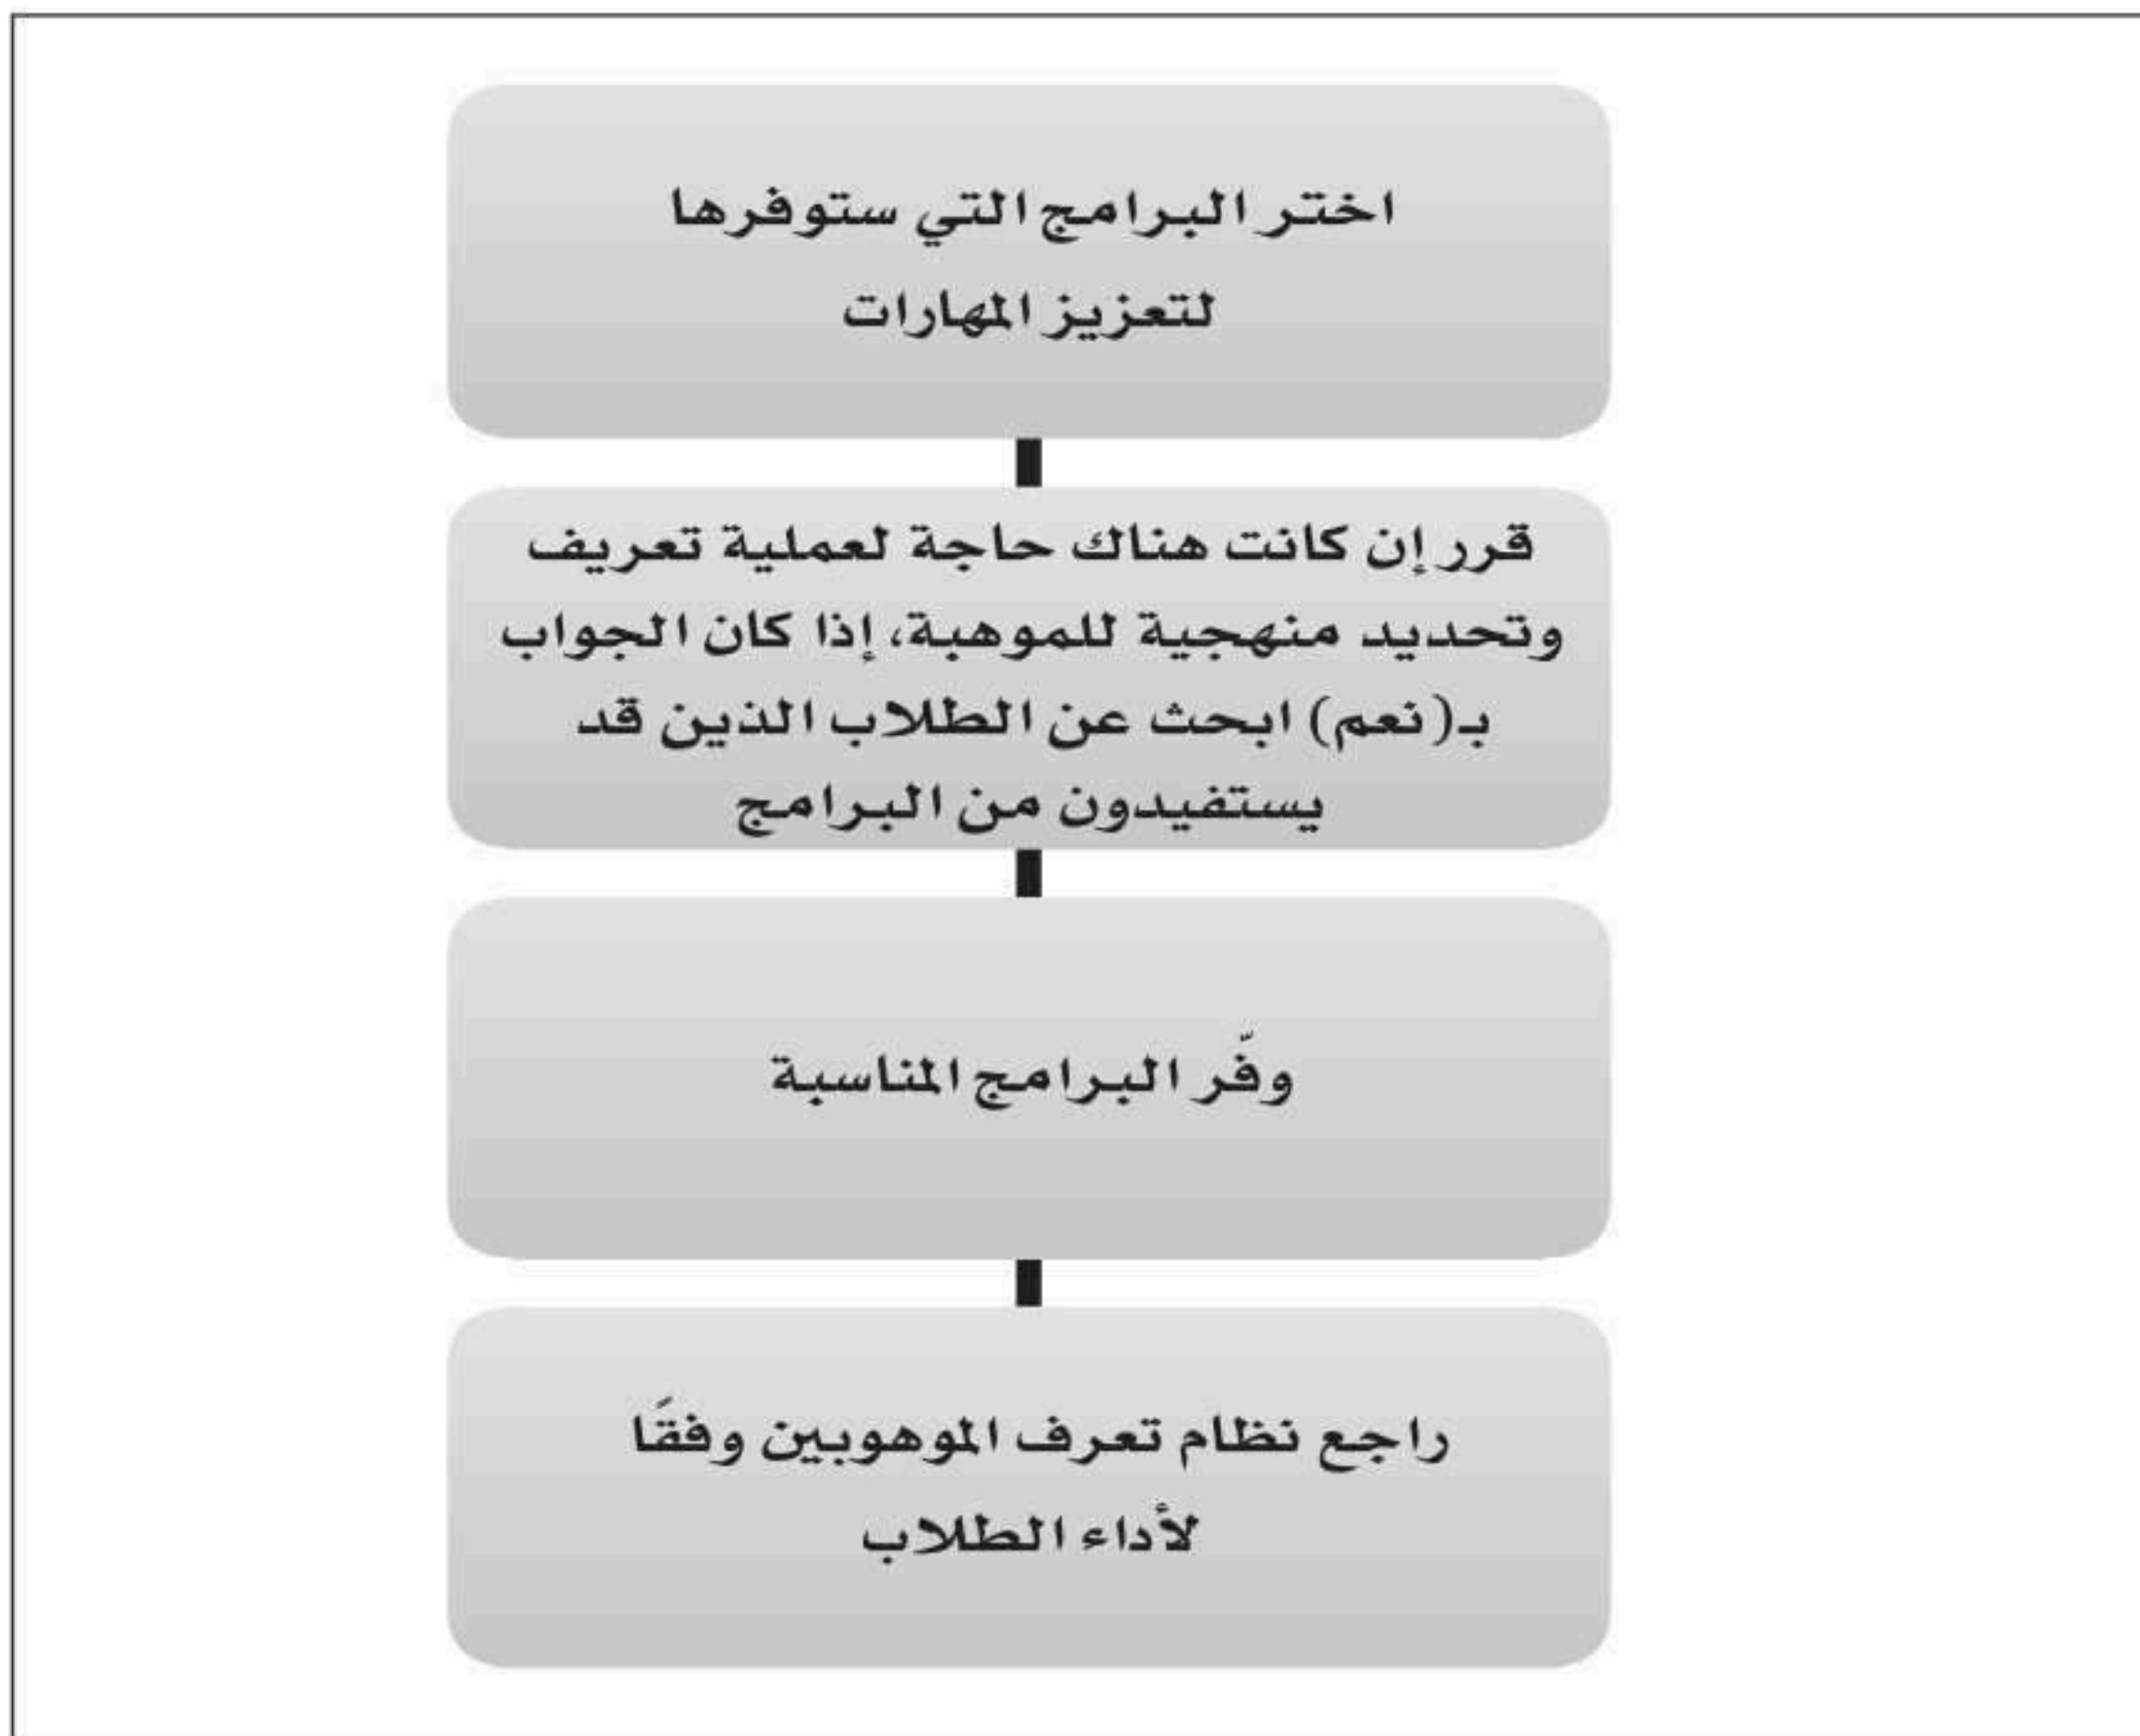 اختر البرامج التي ستوفرها
لتعزيز المهارات
قرر إن كانت هناك حاجة لعملية تعريف
وتحديد منهجية للموهبة، إذا كان الجواب
بـ(نعم) ابحث عن الطلاب الذين قد
يستفيدون من البرامج
وفّر البرامج المناسبة
راجع نظام تعرف الموهوبين وفقًا
لأداء الطلاب